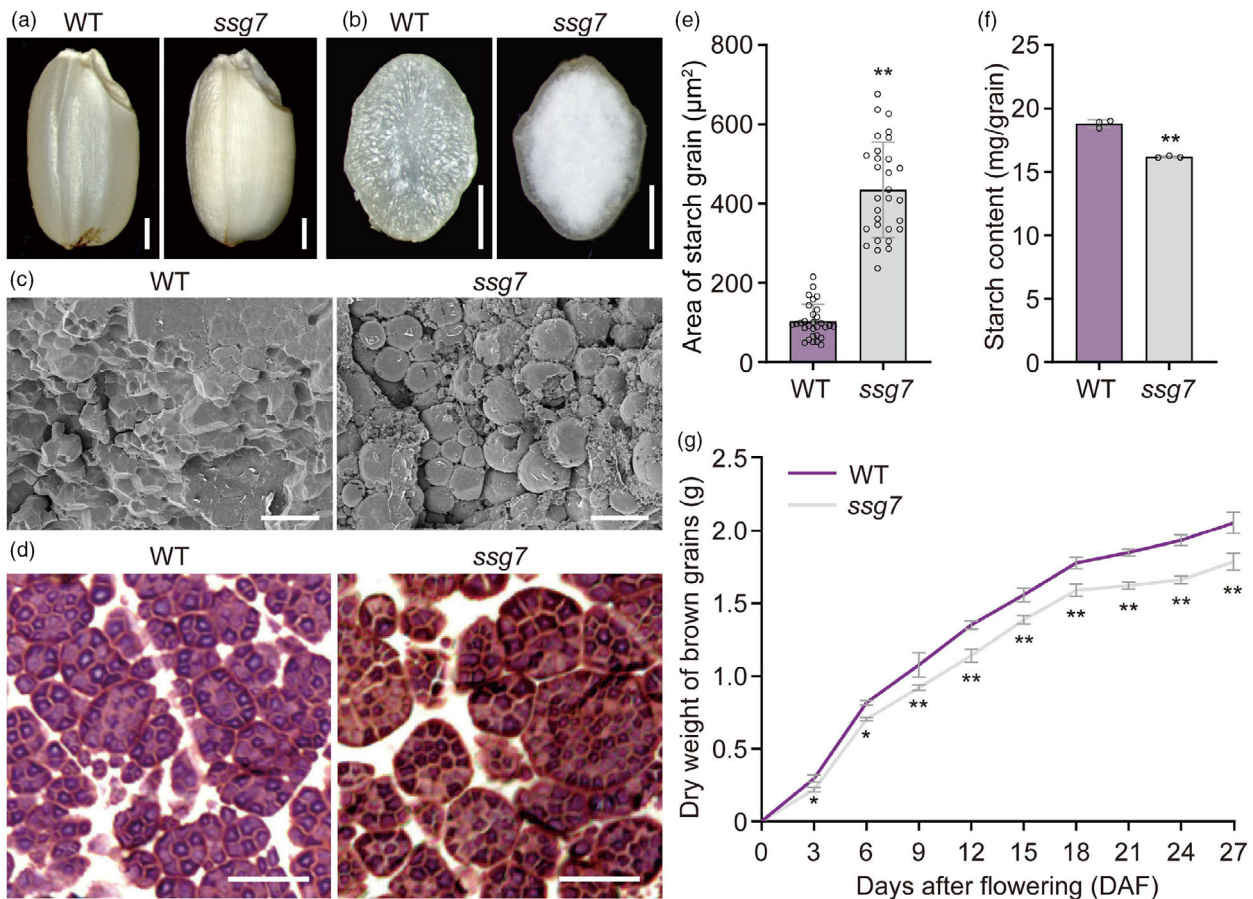 (a)
WT
ssg7
(b)
WT
ssg7
(c)
WT
ssg7
(d)
WT
ssg7
(e)
Area of starch grain (µm²)
800
600
400
200
0
**
WT
ssg7
(f)
Starch content (mg/grain)
25
20
15
10
5
0
**
WT
ssg7
(g)
Dry weight of brown grains (g)
2.5
2.0
1.5
1.0
0.5
0
WT
ssg7
*
*
**
**
**
**
**
**
**
0 3 6 9 12 15 18 21 24 27
Days after flowering (DAF)